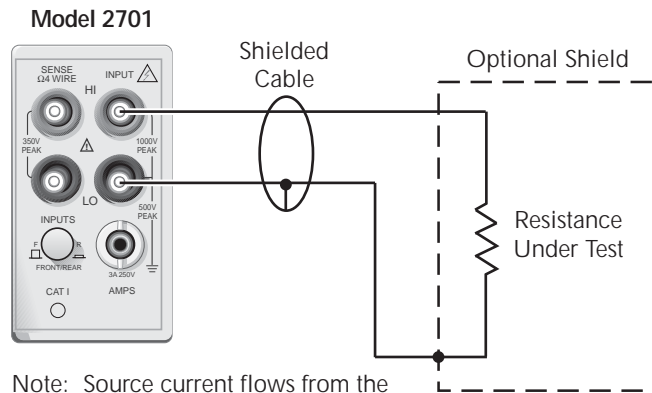 Model 2701
SENSE
Ω4 WIRE
INPUT
HI
350V
PEAK
1000V
PEAK
LO
500V
PEAK
INPUTS
F
R
FRONT/REAR
3A 250V
CAT I
AMPS
Shielded
Cable
Optional Shield
Resistance
Under Test
Note: Source current flows from the